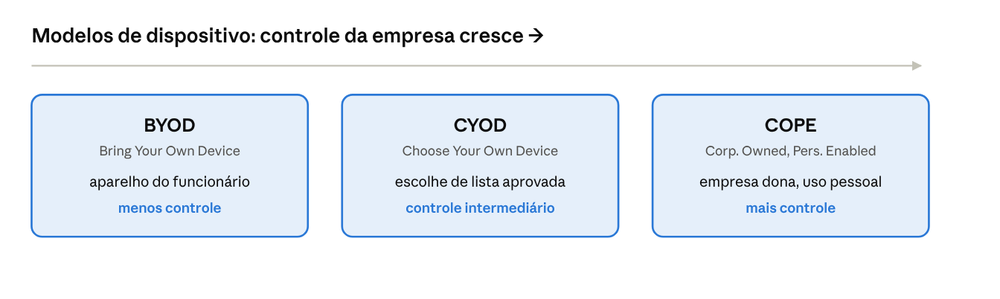 Modelos de dispositivo: controle da empresa cresce →
BYOD
Bring Your Own Device
aparelho do funcionário
menos controle
CYOD
Choose Your Own Device
escolhe de lista aprovada
controle intermediário
COPE
Corp. Owned, Pers. Enabled
empresa dona, uso pessoal
mais controle